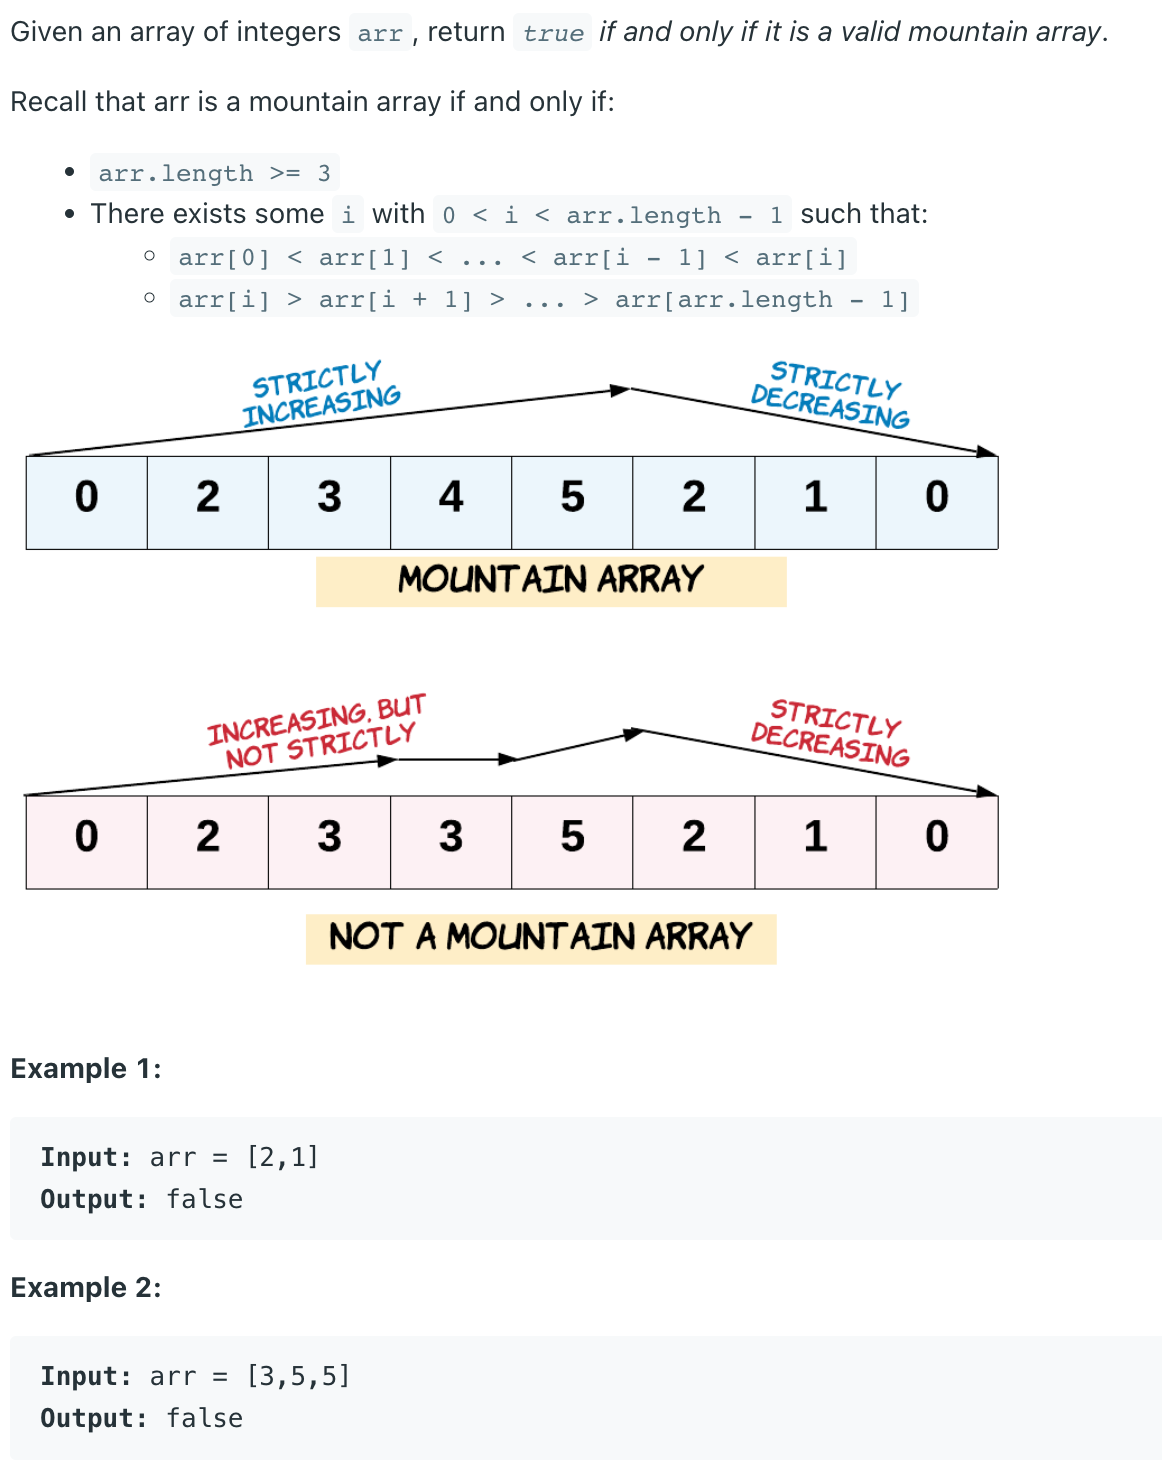 Given an array of integers arr, return true if and only if it is a valid mountain array.
Recall that arr is a mountain array if and only if:
• arr.length >= 3
• There exists some i with 0 < i < arr.length - 1 such that:
○ arr[0] < arr[1] < ... < arr[i - 1] < arr[i]
○ arr[i] > arr[i + 1] > ... > arr[arr.length - 1]
STRICTLY
INCREASING
STRICTLY
DECREASING
0 2 3 4 5 2 1 0
MOUNTAIN ARRAY
INCREASING, BUT
NOT STRICTLY
STRICTLY
DECREASING
0 2 3 3 5 2 1 0
NOT A MOUNTAIN ARRAY
Example 1:
Input: arr = [2,1]
Output: false
Example 2:
Input: arr = [3,5,5]
Output: false